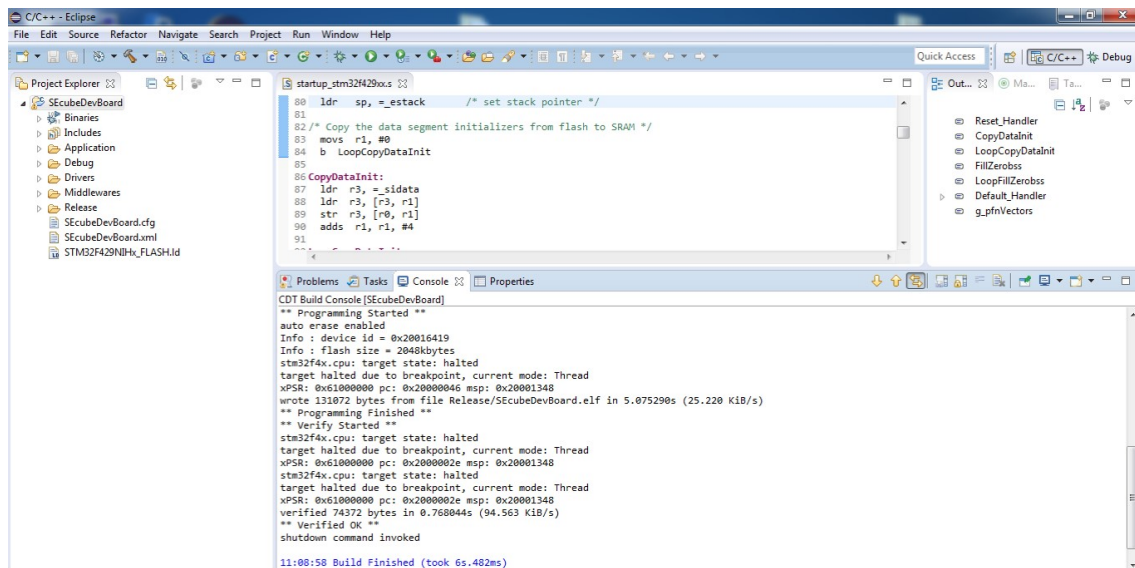 C/C++ - Eclipse
File Edit Source Refactor Navigate Search Project Run Window Help
Quick Access
C/C++
Debug
Project Explorer
SEcubeDevBoard
Binaries
Includes
Application
Debug
Drivers
Middlewares
Release
SEcubeDevBoard.cfg
SEcubeDevBoard.xml
STM32F429NIHx_FLASH.ld
startup_stm32f429xx.s
80 ldr sp, =_estack /* set stack pointer */
81
82 /* Copy the data segment initializers from flash to SRAM */
83 movs r1, #0
84 b LoopCopyDataInit
85
86 CopyDataInit:
87 ldr r3, =_sidata
88 ldr r3, [r3, r1]
89 str r3, [r0, r1]
90 adds r1, r1, #4
91
Out... Ma... Ta...
Reset_Handler
CopyDataInit
LoopCopyDataInit
FillZerobss
LoopFillZerobss
Default_Handler
g_pfnVectors
Problems Tasks Console Properties
CDT Build Console [SEcubeDevBoard]
** Programming Started **
auto erase enabled
Info : device id = 0x20016419
Info : flash size = 2048kbytes
stm32f4x.cpu: target state: halted
target halted due to breakpoint, current mode: Thread
xPSR: 0x61000000 pc: 0x20000046 msp: 0x20001348
wrote 131072 bytes from file Release/SEcubeDevBoard.elf in 5.075290s (25.220 KiB/s)
** Programming Finished **
** Verify Started **
stm32f4x.cpu: target state: halted
target halted due to breakpoint, current mode: Thread
xPSR: 0x61000000 pc: 0x2000002e msp: 0x20001348
stm32f4x.cpu: target state: halted
target halted due to breakpoint, current mode: Thread
xPSR: 0x61000000 pc: 0x2000002e msp: 0x20001348
verified 74372 bytes in 0.768044s (94.563 KiB/s)
** Verified OK **
shutdown command invoked
11:08:58 Build Finished (took 6s.482ms)